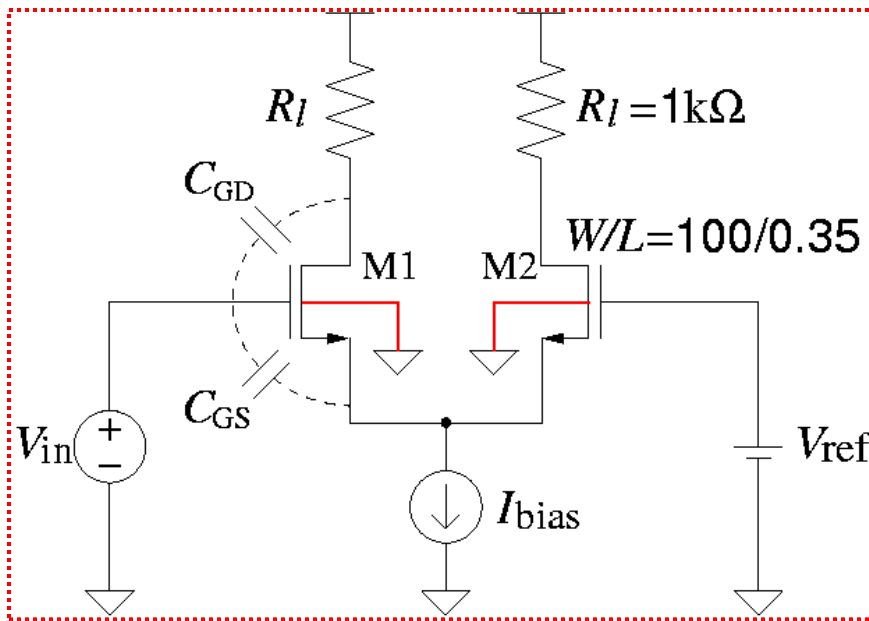 R_l
R_l=1kΩ
C_GD
W/L=100/0.35
M1
M2
C_GS
V_in
+
−
V_ref
I_bias